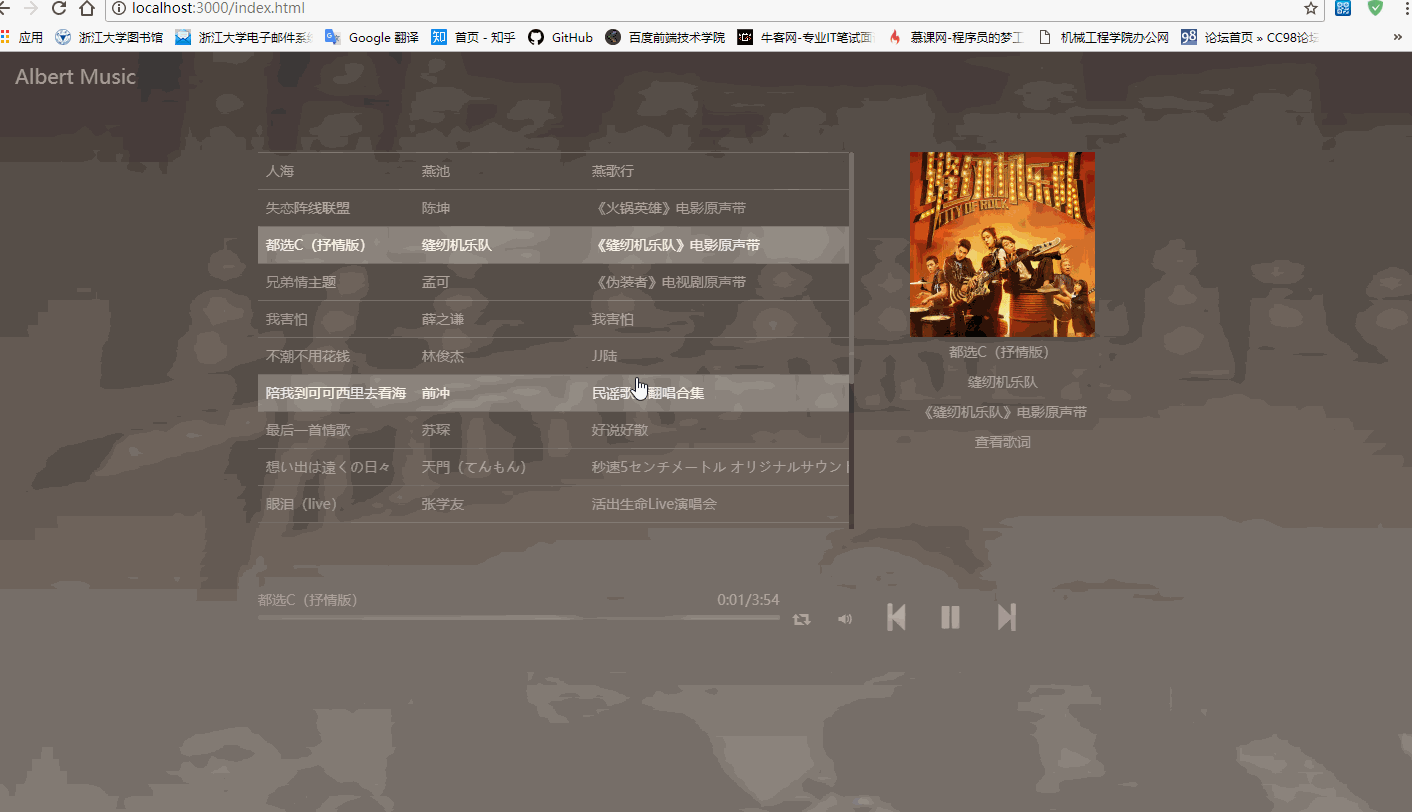 localhost:3000/index.html
应用 浙江大学图书馆 浙江大学电子邮件系 Google 翻译 知 首页 - 知乎 GitHub 百度前端技术学院 牛客网-专业IT笔试面 慕课网-程序员的梦工 机械工程学院办公网 98 论坛首页 » CC98论坛 »
Albert Music
人海 燕池 燕歌行
失恋阵线联盟 陈坤 《火锅英雄》电影原声带
都选C（抒情版） 缝纫机乐队 《缝纫机乐队》电影原声带
兄弟情主题 孟可 《伪装者》电视剧原声带
我害怕 薛之谦 我害怕
不潮不用花钱 林俊杰 JJ陆
陪我到可可西里去看海 前冲 民谣歌 翻唱合集
最后一首情歌 苏琛 好说好散
想い出は遠くの日々 天門（てんもん） 秒速5センチメートル オリジナルサウント
眼泪（live） 张学友 活出生命Live演唱会
缝纫机乐队
CITY OF ROCK
都选C（抒情版）
缝纫机乐队
《缝纫机乐队》电影原声带
查看歌词
都选C（抒情版） 0:01/3:54